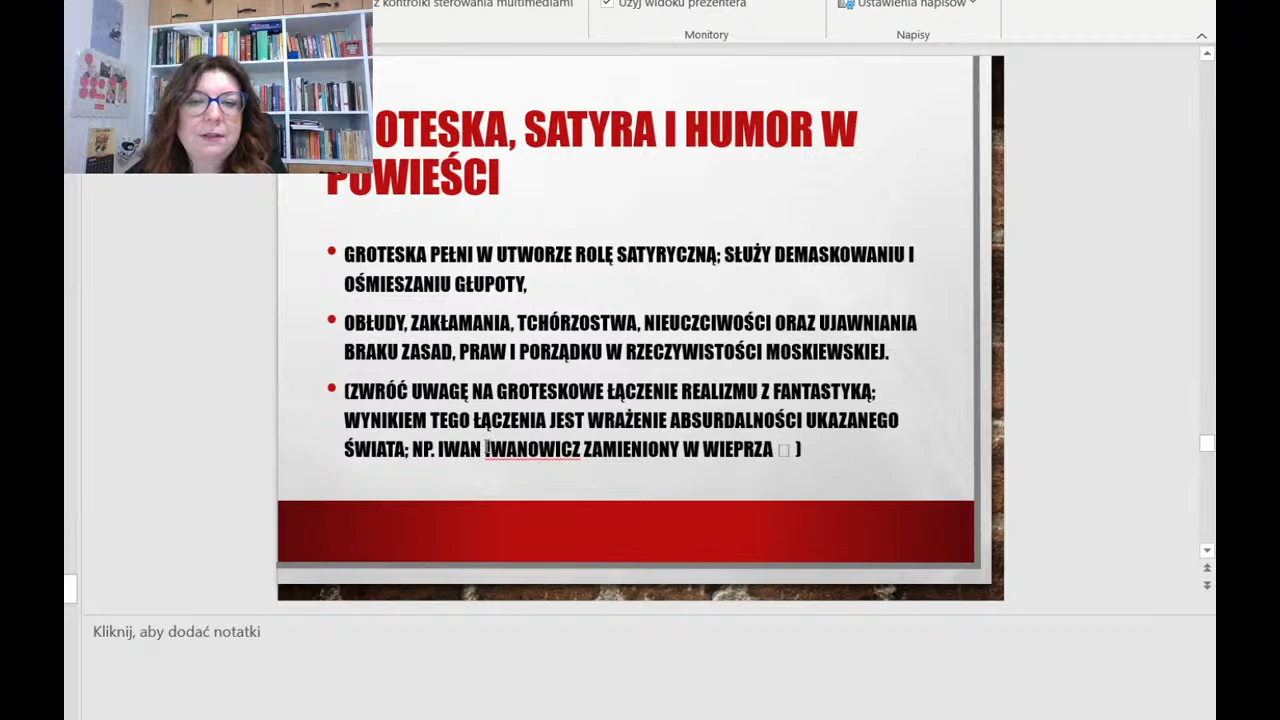 z kontrolki sterowania multimediami
Użyj widoku prezentera
Ustawienia napisów
Monitory
Napisy
OTESKA, SATYRA I HUMOR W
POWIEŚCI
• GROTESKA PEŁNI W UTWORZE ROLĘ SATYRYCZNĄ; SŁUŻY DEMASKOWANIU I
OŚMIESZANIU GŁUPOTY,
• OBŁUDY, ZAKŁAMANIA, TCHÓRZOSTWA, NIEUCZCIWOŚCI ORAZ UJAWNIANIA
BRAKU ZASAD, PRAW I PORZĄDKU W RZECZYWISTOŚCI MOSKIEWSKIEJ.
• (ZWRÓĆ UWAGĘ NA GROTESKOWE ŁĄCZENIE REALIZMU Z FANTASTYKĄ;
WYNIKIEM TEGO ŁĄCZENIA JEST WRAŻENIE ABSURDALNOŚCI UKAZANEGO
ŚWIATA; NP. IWAN IWANOWICZ ZAMIENIONY W WIEPRZA □ )
Kliknij, aby dodać notatki